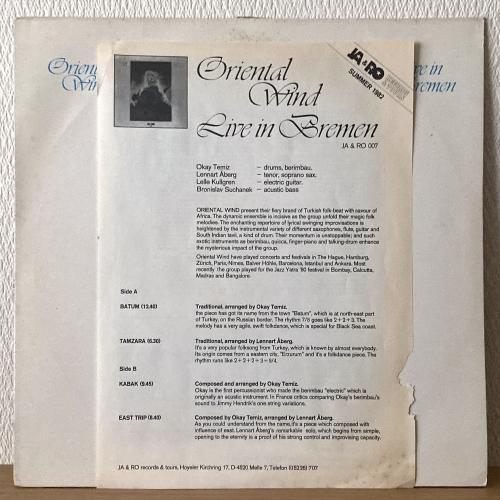 Oriental
Wind
ve in
remen
Oriental
Wind
Live in Bremen
JA & RO
SUMMER 1982
JA & RO 007
Okay Temiz – drums, berimbau.
Lennart Åberg – tenor, soprano sax.
Lelle Kullgren – electric guitar.
Bronislav Suchanek – acustic bass
ORIENTAL WIND present their fiery brand of Turkish folk-beat with savour of
Africa. The dynamic ensemble is incisive as the group unfold their magic folk
melodies. The enchanting repertory of lyrical swinging improvisations is
heightened by the instrumental variety of different saxophones, flute, guitar and
South Indian tavil, a kind of drum. Their momentum is unstoppable; and such
exotic instruments as berimbau, quica, finger-piano and talking-drum enhance
the mysterious impact of the group.
Oriental Wind have played concerts and festivals in The Hague, Hamburg,
Zürich, Paris, Nimes, Balver Höhle, Barcelona, Istanbul and Ankara. Most
recently the group played for the Jazz Yatra '80 festival in Bombay, Calcutta,
Madras and Bangalore.
Side A
BATUM (12.40) Traditional, arranged by Okay Temiz.
the piece has got its name from the town "Batum", which is at north-east part
of Turkey, on the Russian border. The rhythm 7/8 goes like 2+2+3. The
melody has a very agile, swift folkdance, which is special for Black Sea coast.
TAMZARA (6.30) Traditional, arranged by Lennart Åberg.
It's a very popular folksong from Turkey, which is known by almost everybody.
Its origin comes from a eastern city, "Erzurum" and it's a folkdance piece. The
rhythm runs like 2+2+2+3=9/4.
Side B
KABAK (9.45) Composed and arranged by Okay Temiz.
Okay is the first percussionist who made the berimbau "electric" which is
originally an acustic instrument. In France critics comparing Okay's berimbau's
sound to Jimmy Hendrik's one string variations.
EAST TRIP (8.40) Composed by Okay Temiz, arranged by Lennart Åberg.
As you could understand from the name,it's a piece which composed with
influence of east. Lennart Åberg's remarkable solo, which begins from simple,
opening to the eternity is a proof of his strong control and improvising capacity.
JA & RO records & tours, Hoyeler Kirchring 17, D-4520 Melle 7, Telefon (0)5226) 707